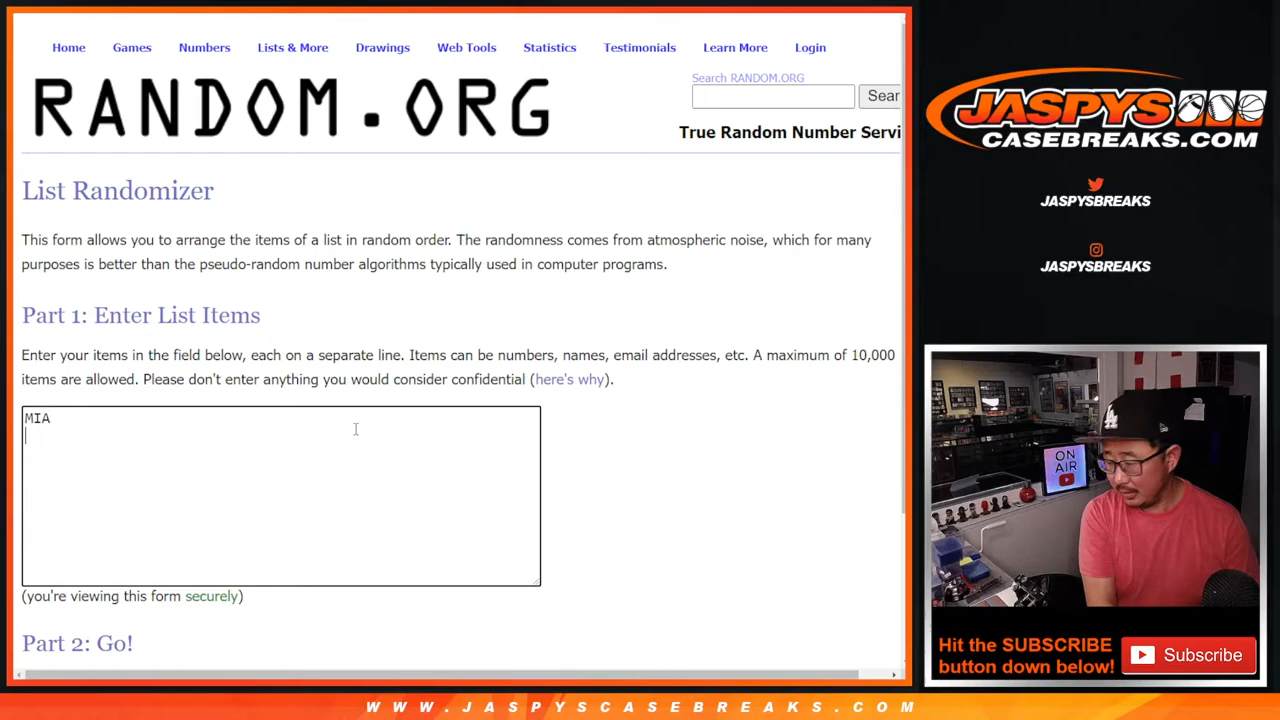 Home Games Numbers Lists & More Drawings Web Tools Statistics Testimonials Learn More Login
RANDOM.ORG
Search RANDOM.ORG
Sear
True Random Number Servi
List Randomizer
This form allows you to arrange the items of a list in random order. The randomness comes from atmospheric noise, which for many
purposes is better than the pseudo-random number algorithms typically used in computer programs.
Part 1: Enter List Items
Enter your items in the field below, each on a separate line. Items can be numbers, names, email addresses, etc. A maximum of 10,000
items are allowed. Please don't enter anything you would consider confidential (here's why).
MIA
(you're viewing this form securely)
Part 2: Go!
JASPYS
CASEBREAKS.COM
JASPYSBREAKS
JASPYSBREAKS
ON
AIR
LA
Hit the SUBSCRIBE
button down below!
Subscribe
WWW.JASPYSCASEBREAKS.COM